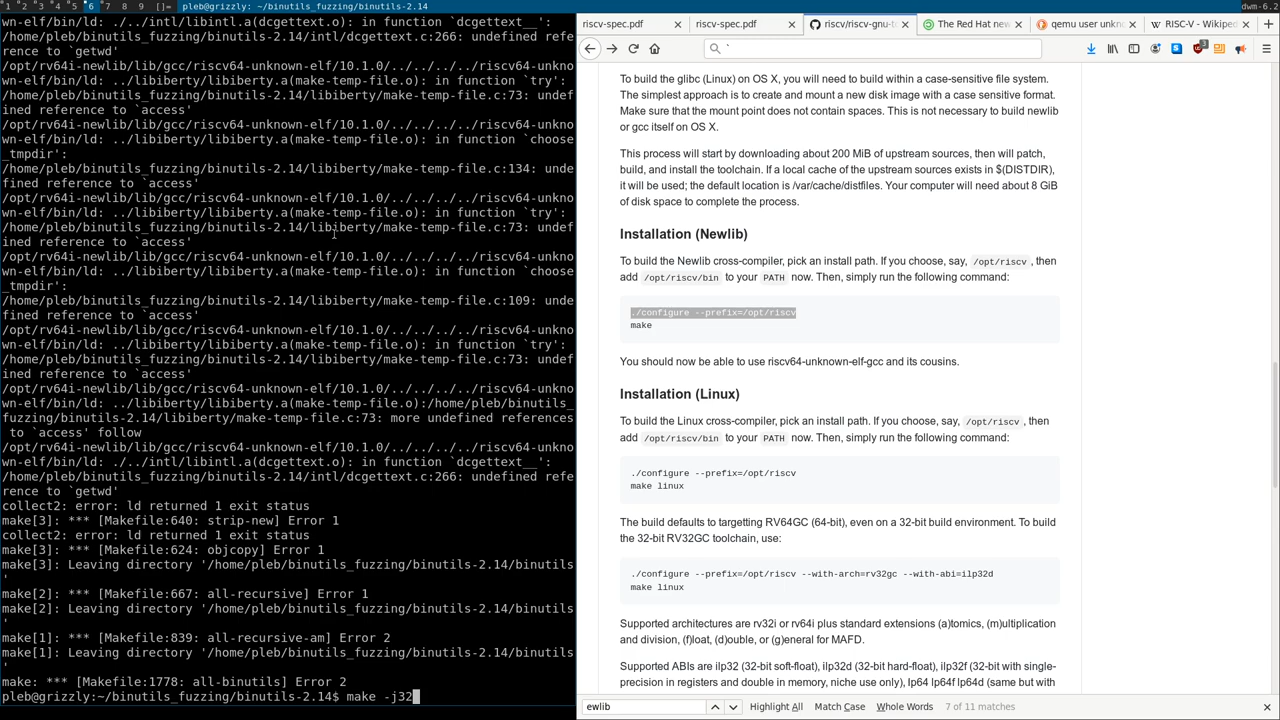 1 2 3 4 5 6 7 8 9 []= pleb@grizzly: ~/binutils_fuzzing/binutils-2.14 dwm-6.2
wn-elf/bin/ld: ./../intl/libintl.a(dcgettext.o): in function `dcgettext__':
/home/pleb/binutils_fuzzing/binutils-2.14/intl/dcgettext.c:266: undefined refe
rence to `getwd'
/opt/rv64i-newlib/lib/gcc/riscv64-unknown-elf/10.1.0/../../../../riscv64-unkno
wn-elf/bin/ld: ../libiberty/libiberty.a(make-temp-file.o): in function `try':
/home/pleb/binutils_fuzzing/binutils-2.14/libiberty/make-temp-file.c:73: undef
ined reference to `access'
/opt/rv64i-newlib/lib/gcc/riscv64-unknown-elf/10.1.0/../../../../riscv64-unkno
wn-elf/bin/ld: ../libiberty/libiberty.a(make-temp-file.o): in function `choose
_tmpdir':
/home/pleb/binutils_fuzzing/binutils-2.14/libiberty/make-temp-file.c:134: unde
fined reference to `access'
/opt/rv64i-newlib/lib/gcc/riscv64-unknown-elf/10.1.0/../../../../riscv64-unkno
wn-elf/bin/ld: ../libiberty/libiberty.a(make-temp-file.o): in function `try':
/home/pleb/binutils_fuzzing/binutils-2.14/libiberty/make-temp-file.c:73: undef
ined reference to `access'
/opt/rv64i-newlib/lib/gcc/riscv64-unknown-elf/10.1.0/../../../../riscv64-unkno
wn-elf/bin/ld: ../libiberty/libiberty.a(make-temp-file.o): in function `choose
_tmpdir':
/home/pleb/binutils_fuzzing/binutils-2.14/libiberty/make-temp-file.c:109: unde
fined reference to `access'
/opt/rv64i-newlib/lib/gcc/riscv64-unknown-elf/10.1.0/../../../../riscv64-unkno
wn-elf/bin/ld: ../libiberty/libiberty.a(make-temp-file.o): in function `try':
/home/pleb/binutils_fuzzing/binutils-2.14/libiberty/make-temp-file.c:73: undef
ined reference to `access'
/opt/rv64i-newlib/lib/gcc/riscv64-unknown-elf/10.1.0/../../../../riscv64-unkno
wn-elf/bin/ld: ../libiberty/libiberty.a(make-temp-file.o):/home/pleb/binutils_
fuzzing/binutils-2.14/libiberty/make-temp-file.c:73: more undefined references
 to `access' follow
/opt/rv64i-newlib/lib/gcc/riscv64-unknown-elf/10.1.0/../../../../riscv64-unkno
wn-elf/bin/ld: ./../intl/libintl.a(dcgettext.o): in function `dcgettext__':
/home/pleb/binutils_fuzzing/binutils-2.14/intl/dcgettext.c:266: undefined refe
rence to `getwd'
collect2: error: ld returned 1 exit status
make[3]: *** [Makefile:640: strip-new] Error 1
collect2: error: ld returned 1 exit status
make[3]: *** [Makefile:624: objcopy] Error 1
make[3]: Leaving directory '/home/pleb/binutils_fuzzing/binutils-2.14/binutils
'
make[2]: *** [Makefile:667: all-recursive] Error 1
make[2]: Leaving directory '/home/pleb/binutils_fuzzing/binutils-2.14/binutils
'
make[1]: *** [Makefile:839: all-recursive-am] Error 2
make[1]: Leaving directory '/home/pleb/binutils_fuzzing/binutils-2.14/binutils
'
make: *** [Makefile:1778: all-binutils] Error 2
pleb@grizzly:~/binutils_fuzzing/binutils-2.14$ make -j32
riscv-spec.pdf riscv-spec.pdf riscv/riscv-gnu-to The Red Hat new qemu user unkno RISC-V - Wikiped
`
To build the glibc (Linux) on OS X, you will need to build within a case-sensitive file system.
The simplest approach is to create and mount a new disk image with a case sensitive format.
Make sure that the mount point does not contain spaces. This is not necessary to build newlib
or gcc itself on OS X.
This process will start by downloading about 200 MiB of upstream sources, then will patch,
build, and install the toolchain. If a local cache of the upstream sources exists in $(DISTDIR),
it will be used; the default location is /var/cache/distfiles. Your computer will need about 8 GiB
of disk space to complete the process.
Installation (Newlib)
To build the Newlib cross-compiler, pick an install path. If you choose, say, /opt/riscv, then
add /opt/riscv/bin to your PATH now. Then, simply run the following command:
./configure --prefix=/opt/riscv
make
You should now be able to use riscv64-unknown-elf-gcc and its cousins.
Installation (Linux)
To build the Linux cross-compiler, pick an install path. If you choose, say, /opt/riscv, then
add /opt/riscv/bin to your PATH now. Then, simply run the following command:
./configure --prefix=/opt/riscv
make linux
The build defaults to targetting RV64GC (64-bit), even on a 32-bit build environment. To build
the 32-bit RV32GC toolchain, use:
./configure --prefix=/opt/riscv --with-arch=rv32gc --with-abi=ilp32d
make linux
Supported architectures are rv32i or rv64i plus standard extensions (a)tomics, (m)ultiplication
and division, (f)loat, (d)ouble, or (g)eneral for MAFD.
Supported ABIs are ilp32 (32-bit soft-float), ilp32d (32-bit hard-float), ilp32f (32-bit with single-
precision in registers and double in memory, niche use only), lp64 lp64f lp64d (same but with
ewlib Highlight All Match Case Whole Words 7 of 11 matches